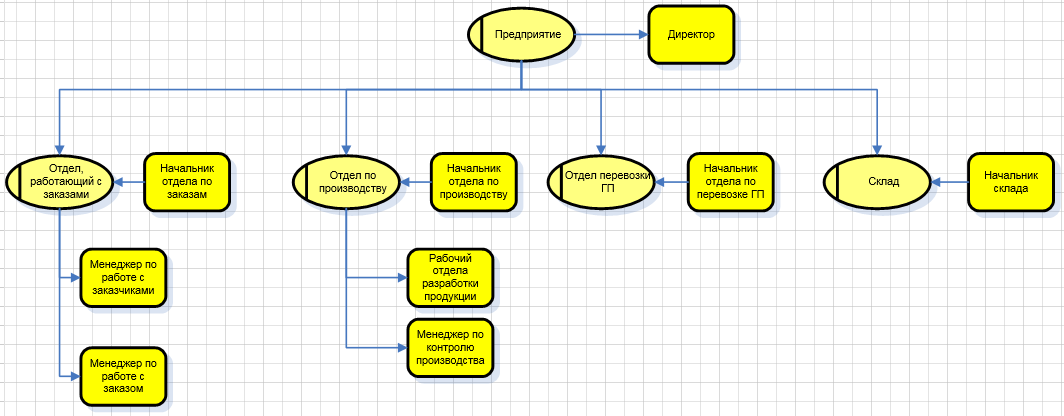 Предприятие
Директор
Отдел,
работающий с
заказами
Начальник
отдела по
заказам
Отдел по
производству
Начальник
отдела по
производству
Отдел перевозки
ГП
Начальник
отдела по
перевозке ГП
Склад
Начальник
склада
Менеджер по
работе с
заказчиками
Рабочий
отдела
разработки
продукции
Менеджер по
контролю
производства
Менеджер по
работе с
заказом